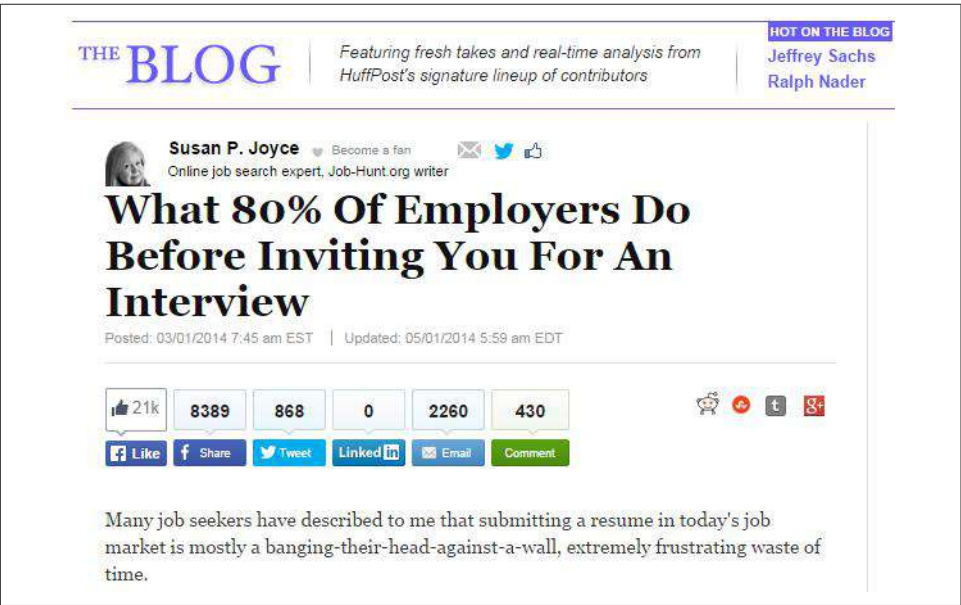 THE BLOG
Featuring fresh takes and real-time analysis from
HuffPost's signature lineup of contributors
HOT ON THE BLOG
Jeffrey Sachs
Ralph Nader
Susan P. Joyce Become a fan
Online job search expert, Job-Hunt.org writer
What 80% Of Employers Do
Before Inviting You For An
Interview
Posted: 03/01/2014 7:45 am EST | Updated: 05/01/2014 5:59 am EDT
21k 8389 868 0 2260 430
f Like f Share Tweet Linked in Email Comment
t g+
Many job seekers have described to me that submitting a resume in today's job
market is mostly a banging-their-head-against-a-wall, extremely frustrating waste of
time.